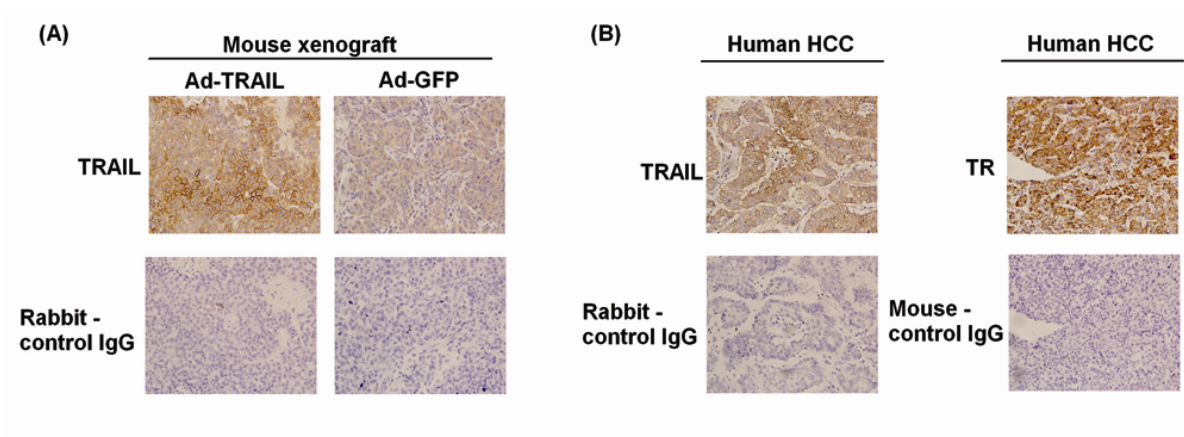 (A)
Mouse xenograft
Ad-TRAIL
Ad-GFP
TRAIL
Rabbit -
control IgG
(B)
Human HCC
Human HCC
TRAIL
TR
Rabbit -
control IgG
Mouse -
control IgG